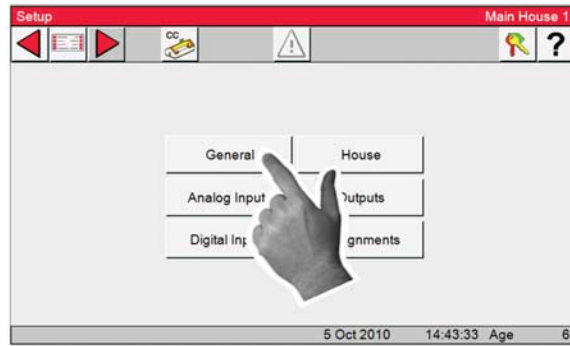 Setup Main House 1
CC
?
General House
Analog Input Outputs
Digital Inp gnments
5 Oct 2010 14:43:33 Age 6